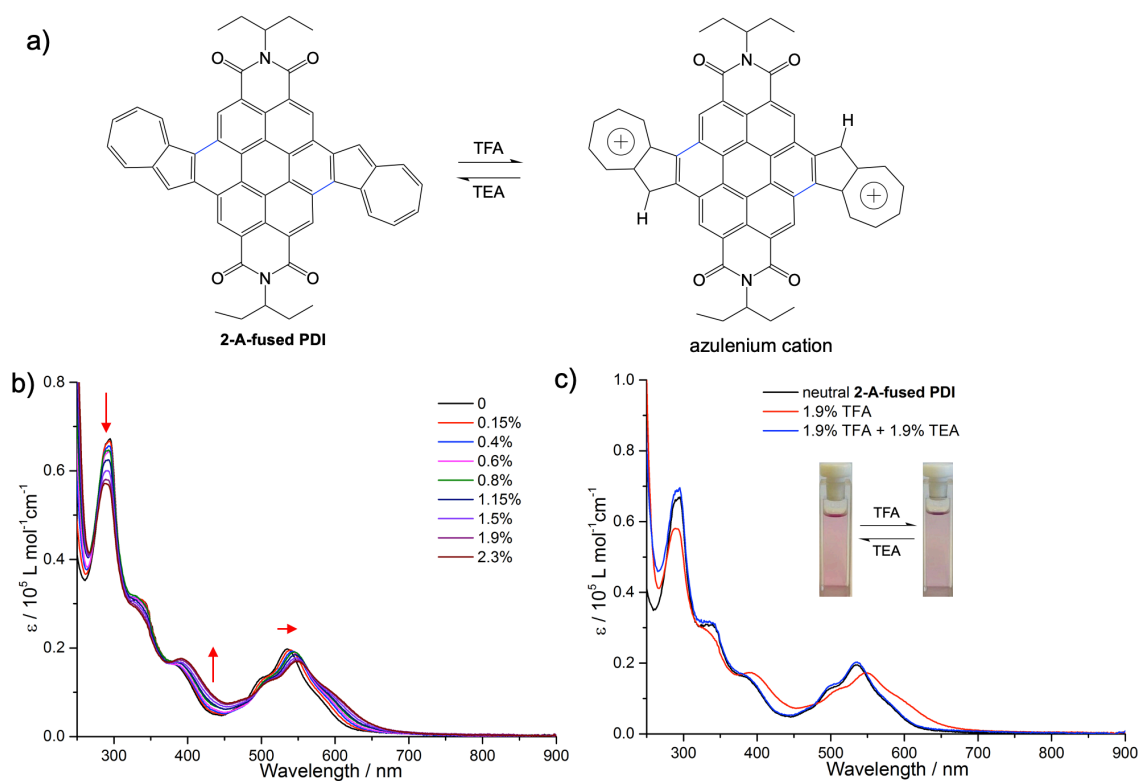 a)
O N O
O N O
2-A-fused PDI
TFA
TEA
O N O
H
+
+
H
O N O
azulenium cation
b)
0.8
0.6
0.4
0.2
0.0
ε / 10⁵ L mol⁻¹cm⁻¹
0
0.15%
0.4%
0.6%
0.8%
1.15%
1.5%
1.9%
2.3%
300 400 500 600 700 800 900
Wavelength / nm
c)
1.0
0.8
0.6
0.4
0.2
0.0
ε / 10⁵ L mol⁻¹cm⁻¹
neutral 2-A-fused PDI
1.9% TFA
1.9% TFA + 1.9% TEA
TFA
TEA
300 400 500 600 700 800 900
Wavelength / nm